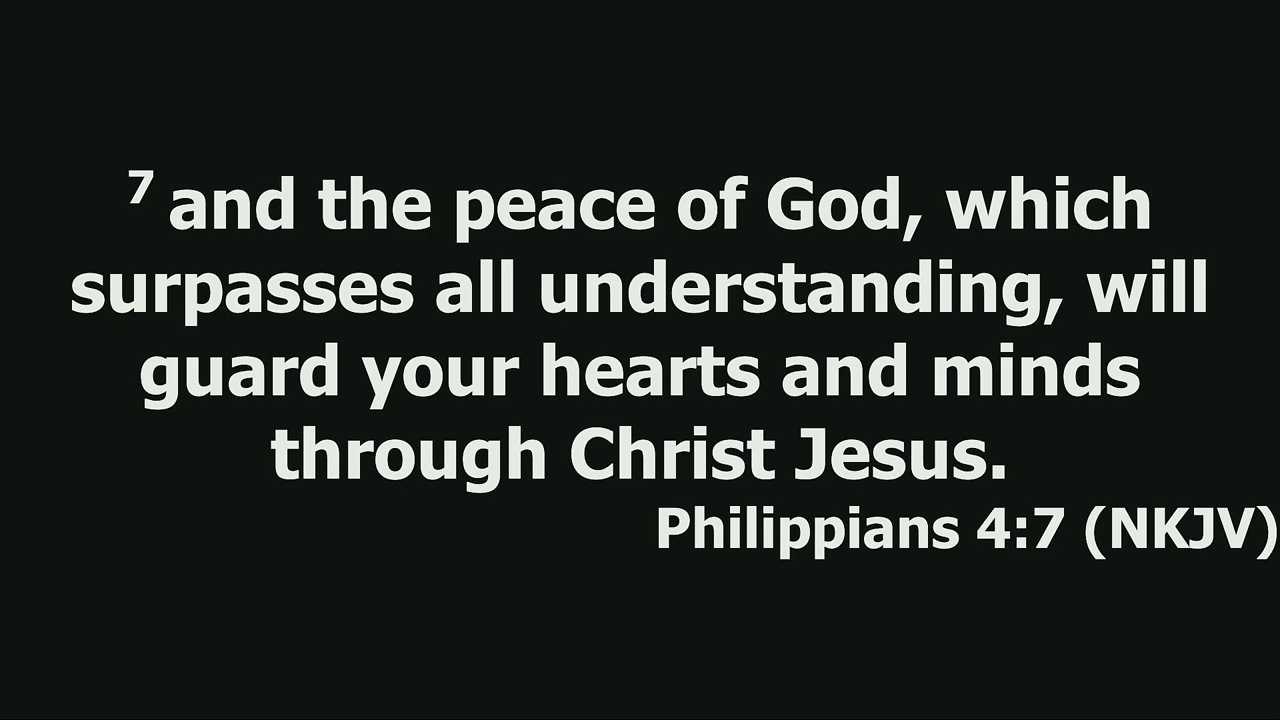 7 and the peace of God, which
surpasses all understanding, will
guard your hearts and minds
through Christ Jesus.
Philippians 4:7 (NKJV)